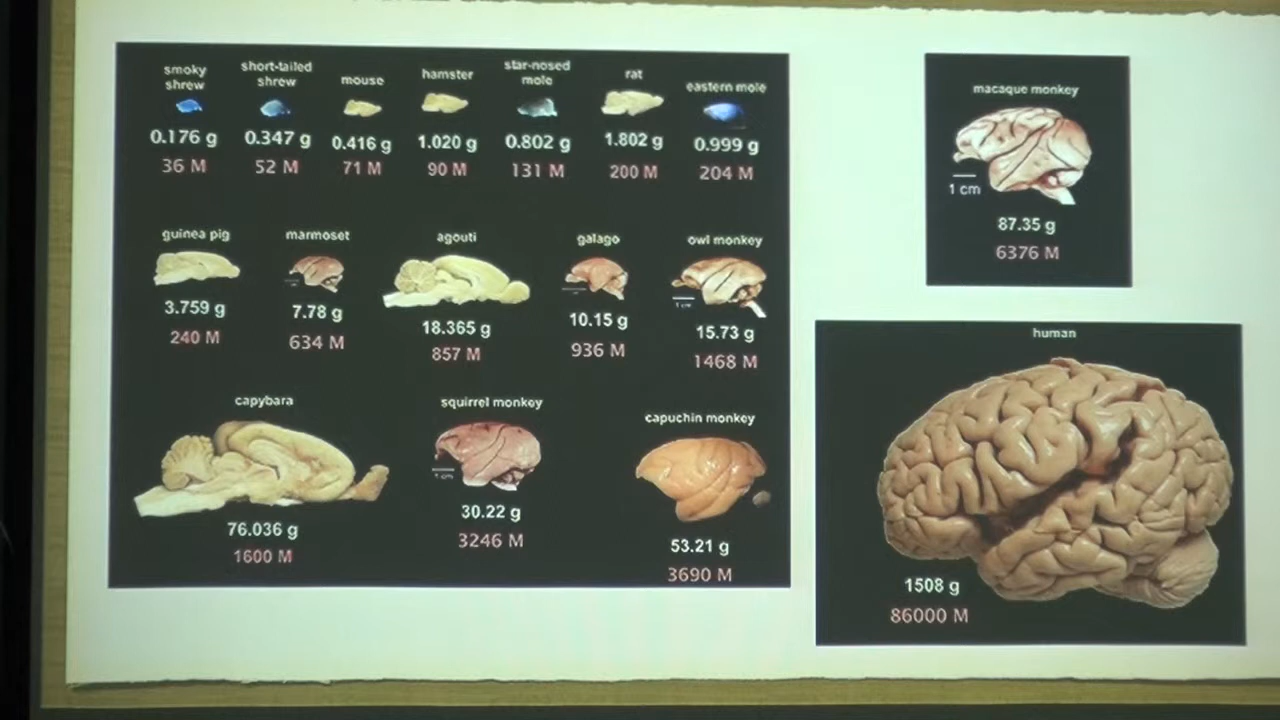 smoky
shrew
0.176 g
36 M
short-tailed
shrew
0.347 g
52 M
mouse
0.416 g
71 M
hamster
1.020 g
90 M
star-nosed
mole
0.802 g
131 M
rat
1.802 g
200 M
eastern mole
0.999 g
204 M
guinea pig
3.759 g
240 M
marmoset
7.78 g
634 M
agouti
18.365 g
857 M
galago
10.15 g
936 M
owl monkey
1 cm
15.73 g
1468 M
capybara
76.036 g
1600 M
squirrel monkey
1 cm
30.22 g
3246 M
capuchin monkey
53.21 g
3690 M
macaque monkey
1 cm
87.35 g
6376 M
human
1508 g
86000 M